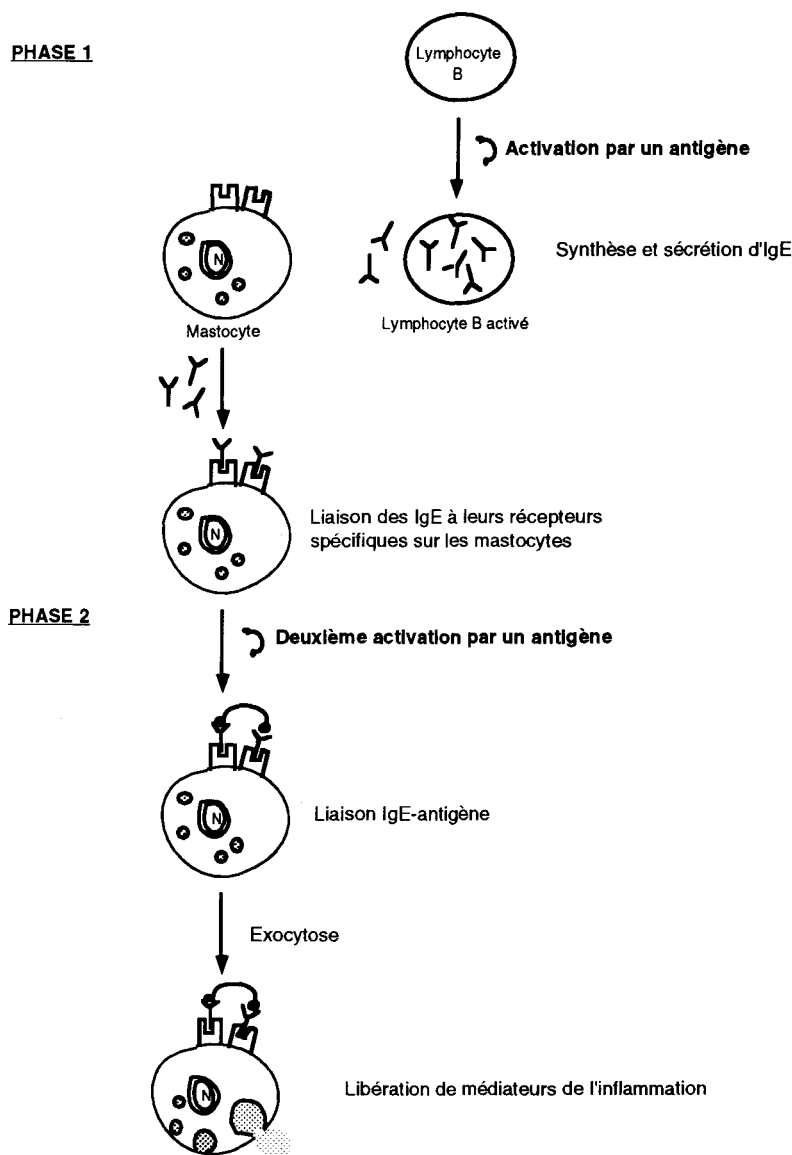 PHASE 1
Lymphocyte
B
Activation par un antigène
Synthèse et sécrétion d'IgE
Lymphocyte B activé
N
Mastocyte
N
Liaison des IgE à leurs récepteurs
spécifiques sur les mastocytes
PHASE 2
Deuxième activation par un antigène
N
Liaison IgE-antigène
Exocytose
N
Libération de médiateurs de l'inflammation